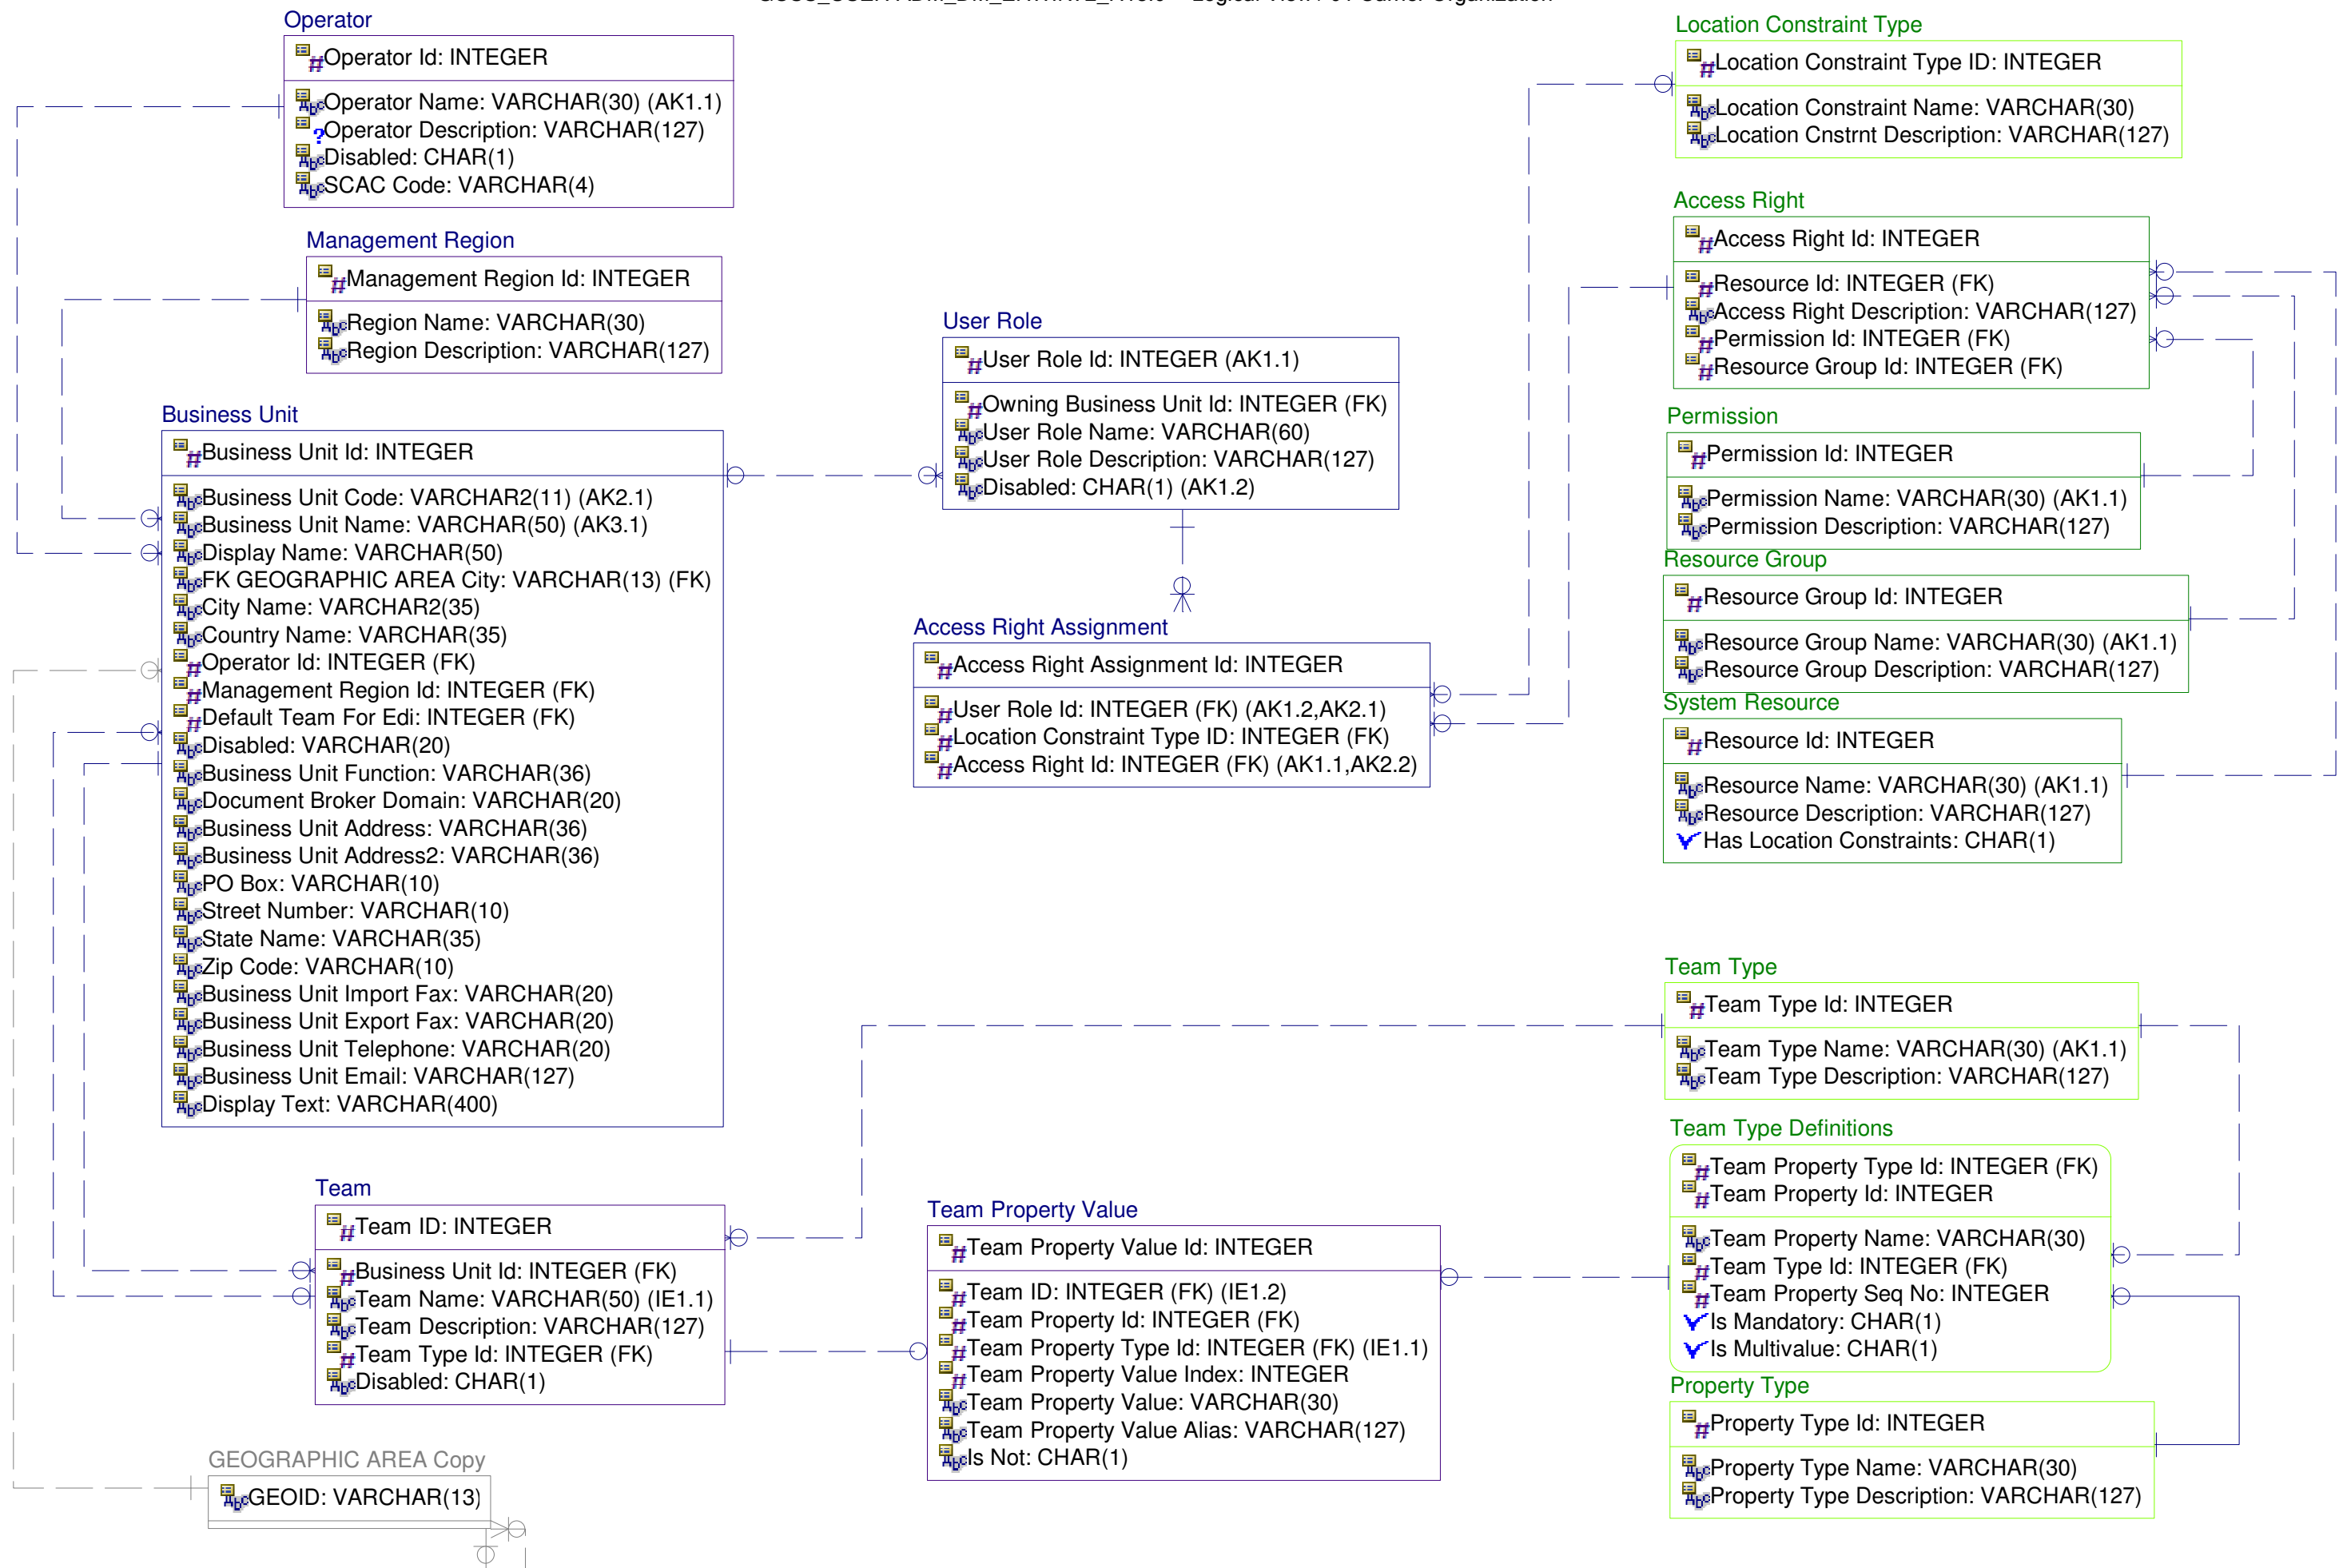 Operator
Operator Id: INTEGER
Operator Name: VARCHAR(30) (AK1.1)
Operator Description: VARCHAR(127)
Disabled: CHAR(1)
SCAC Code: VARCHAR(4)
Management Region
Management Region Id: INTEGER
Region Name: VARCHAR(30)
Region Description: VARCHAR(127)
Business Unit
Business Unit Id: INTEGER
Business Unit Code: VARCHAR2(11) (AK2.1)
Business Unit Name: VARCHAR(50) (AK3.1)
Display Name: VARCHAR(50)
FK GEOGRAPHIC AREA City: VARCHAR(13) (FK)
City Name: VARCHAR2(35)
Country Name: VARCHAR(35)
Operator Id: INTEGER (FK)
Management Region Id: INTEGER (FK)
Default Team For Edi: INTEGER (FK)
Disabled: VARCHAR(20)
Business Unit Function: VARCHAR(36)
Document Broker Domain: VARCHAR(20)
Business Unit Address: VARCHAR(36)
Business Unit Address2: VARCHAR(36)
PO Box: VARCHAR(10)
Street Number: VARCHAR(10)
State Name: VARCHAR(35)
Zip Code: VARCHAR(10)
Business Unit Import Fax: VARCHAR(20)
Business Unit Export Fax: VARCHAR(20)
Business Unit Telephone: VARCHAR(20)
Business Unit Email: VARCHAR(127)
Display Text: VARCHAR(400)
Team
Team ID: INTEGER
Business Unit Id: INTEGER (FK)
Team Name: VARCHAR(50) (IE1.1)
Team Description: VARCHAR(127)
Team Type Id: INTEGER (FK)
Disabled: CHAR(1)
GEOGRAPHIC AREA Copy
GEOID: VARCHAR(13)
User Role
User Role Id: INTEGER (AK1.1)
Owning Business Unit Id: INTEGER (FK)
User Role Name: VARCHAR(60)
User Role Description: VARCHAR(127)
Disabled: CHAR(1) (AK1.2)
Access Right Assignment
Access Right Assignment Id: INTEGER
User Role Id: INTEGER (FK) (AK1.2,AK2.1)
Location Constraint Type ID: INTEGER (FK)
Access Right Id: INTEGER (FK) (AK1.1,AK2.2)
Team Property Value
Team Property Value Id: INTEGER
Team ID: INTEGER (FK) (IE1.2)
Team Property Id: INTEGER (FK)
Team Property Type Id: INTEGER (FK) (IE1.1)
Team Property Value Index: INTEGER
Team Property Value: VARCHAR(30)
Team Property Value Alias: VARCHAR(127)
Is Not: CHAR(1)
Location Constraint Type
Location Constraint Type ID: INTEGER
Location Constraint Name: VARCHAR(30)
Location Cnstrnt Description: VARCHAR(127)
Access Right
Access Right Id: INTEGER
Resource Id: INTEGER (FK)
Access Right Description: VARCHAR(127)
Permission Id: INTEGER (FK)
Resource Group Id: INTEGER (FK)
Permission
Permission Id: INTEGER
Permission Name: VARCHAR(30) (AK1.1)
Permission Description: VARCHAR(127)
Resource Group
Resource Group Id: INTEGER
Resource Group Name: VARCHAR(30) (AK1.1)
Resource Group Description: VARCHAR(127)
System Resource
Resource Id: INTEGER
Resource Name: VARCHAR(30) (AK1.1)
Resource Description: VARCHAR(127)
Has Location Constraints: CHAR(1)
Team Type
Team Type Id: INTEGER
Team Type Name: VARCHAR(30) (AK1.1)
Team Type Description: VARCHAR(127)
Team Type Definitions
Team Property Type Id: INTEGER (FK)
Team Property Id: INTEGER
Team Property Name: VARCHAR(30)
Team Type Id: INTEGER (FK)
Team Property Seq No: INTEGER
Is Mandatory: CHAR(1)
Is Multivalue: CHAR(1)
Property Type
Property Type Id: INTEGER
Property Type Name: VARCHAR(30)
Property Type Description: VARCHAR(127)